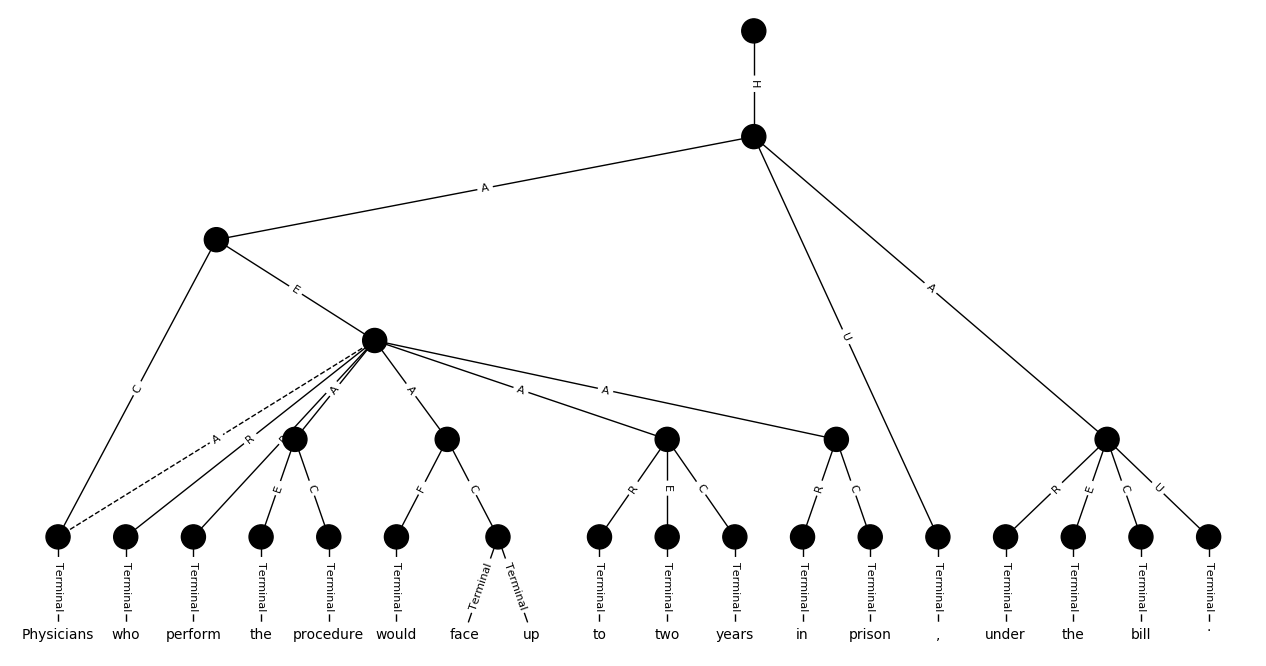 H
A
E
C
U
A
A
A
A
A
A
R
E
C
F
C
R
E
C
R
C
R
E
C
U
Terminal Terminal Terminal Terminal Terminal Terminal Terminal Terminal Terminal Terminal Terminal Terminal Terminal Terminal Terminal Terminal Terminal Terminal
Physicians who perform the procedure would face up to two years in prison , under the bill .